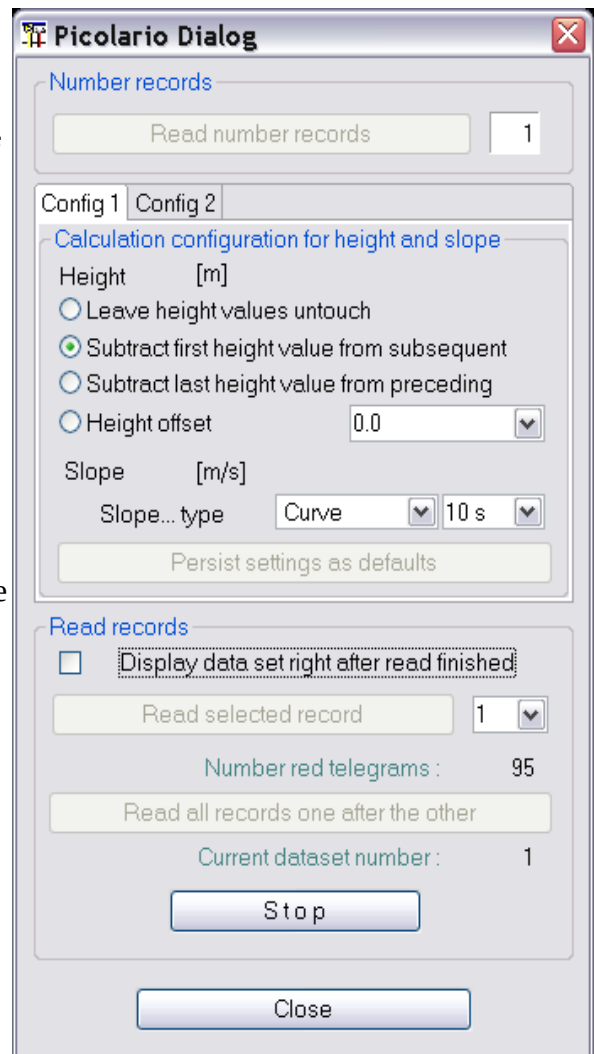 Picolario Dialog
Number records
Read number records 1
Config 1 Config 2
Calculation configuration for height and slope
Height [m]
Leave height values untouch
Subtract first height value from subsequent
Subtract last height value from preceding
Height offset 0.0
Slope [m/s]
Slope... type Curve 10 s
Persist settings as defaults
e
Read records
Display data set right after read finished
Read selected record 1
Number red telegrams : 95
Read all records one after the other
Current dataset number : 1
Stop
Close